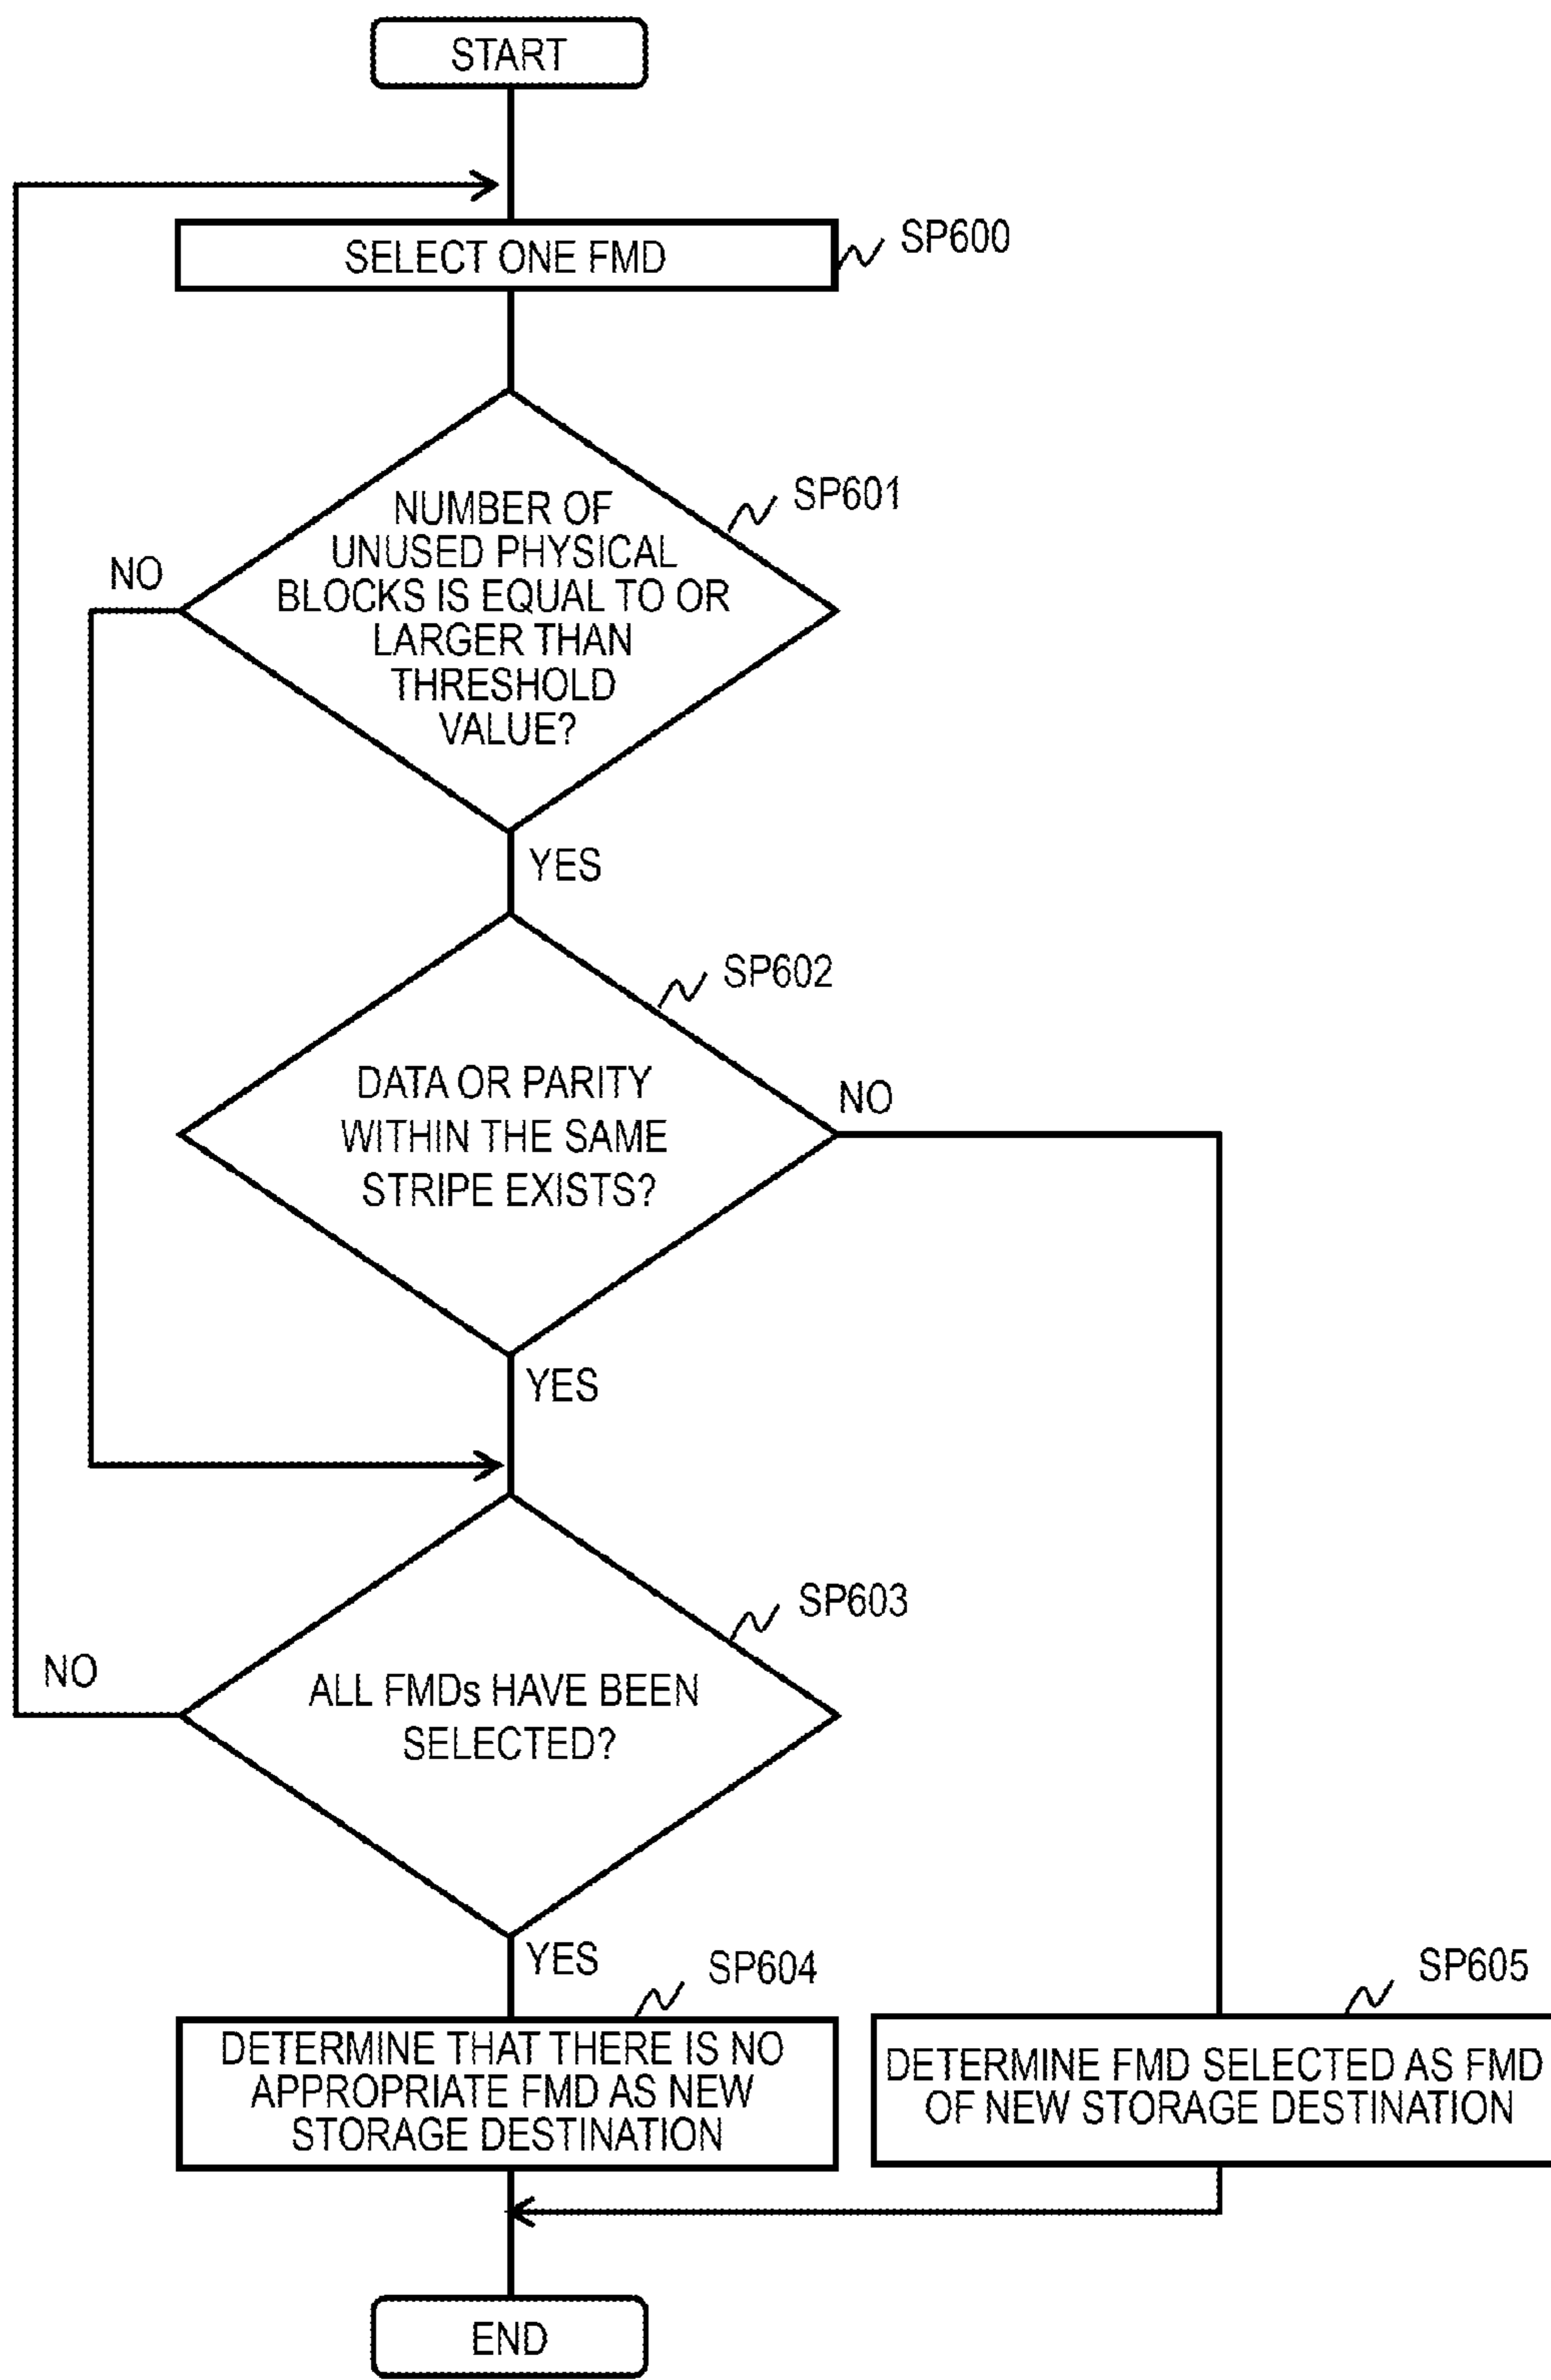 START
SELECT ONE FMD
SP600
NUMBER OF
UNUSED PHYSICAL
BLOCKS IS EQUAL TO OR
LARGER THAN
THRESHOLD
VALUE?
SP601
NO
YES
DATA OR PARITY
WITHIN THE SAME
STRIPE EXISTS?
SP602
NO
YES
ALL FMDs HAVE BEEN
SELECTED?
SP603
NO
YES
SP604
DETERMINE THAT THERE IS NO
APPROPRIATE FMD AS NEW
STORAGE DESTINATION
SP605
DETERMINE FMD SELECTED AS FMD
OF NEW STORAGE DESTINATION
END